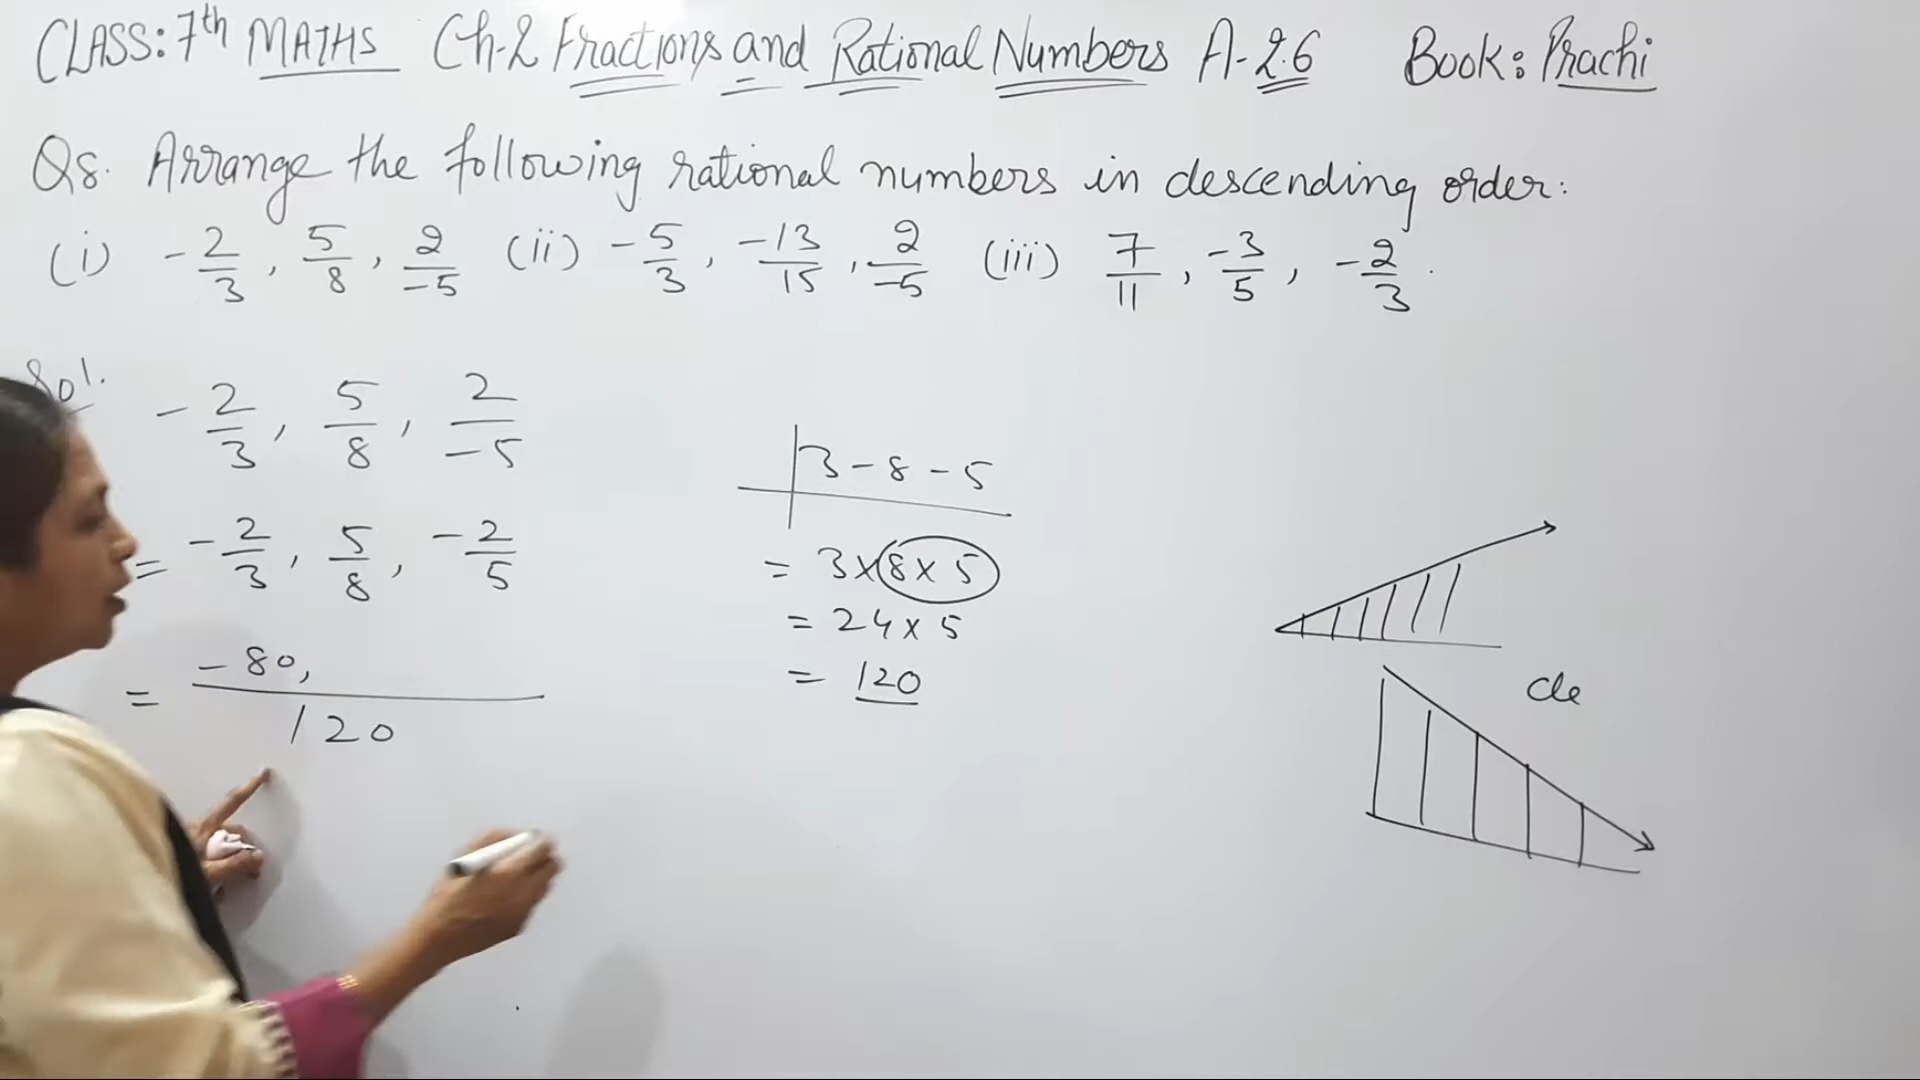 CLASS: 7th MATHS Ch-2 Fractions and Rational Numbers A-2.6 Book: Prachi
Q8. Arrange the following rational numbers in descending order:
(i) -2/3, 5/8, 2/-5 (ii) -5/3, -13/15, 2/-5 (iii) 7/11, -3/5, -2/3.
Sol.
-2/3, 5/8, 2/-5
= -2/3, 5/8, -2/5
= -80, / 120
3-8-5
= 3×8×5
= 24×5
= 120
de